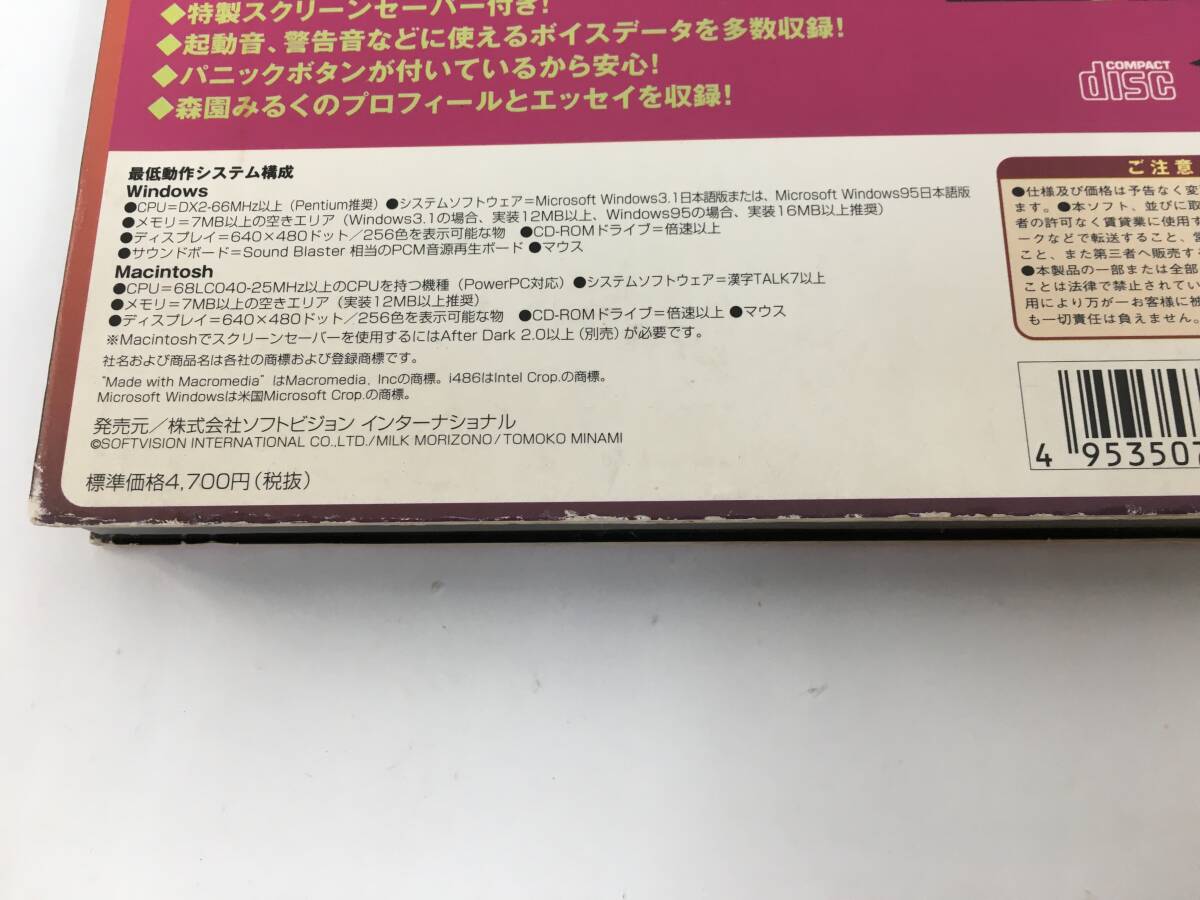 ◆特製スクリーンセーバー付き!
◆起動音、警告音などに使えるボイスデータを多数収録!
◆パニックボタンが付いているから安心!
◆森園みるくのプロフィールとエッセイを収録!
COMPACT
disc
最低動作システム構成
Windows
●CPU=DX2-66MHz以上(Pentium推奨) ●システムソフトウェア=Microsoft Windows3.1日本語版または、Microsoft Windows95日本語版
●メモリ=7MB以上の空きエリア(Windows3.1の場合、実装12MB以上、Windows95の場合、実装16MB以上推奨)
●ディスプレイ=640×480ドット/256色を表示可能な物 ●CD-ROMドライブ=倍速以上
●サウンドボード=Sound Blaster 相当のPCM音源再生ボード ●マウス
Macintosh
●CPU=68LC040-25MHz以上のCPUを持つ機種(PowerPC対応) ●システムソフトウェア=漢字TALK7以上
●メモリ=7MB以上の空きエリア(実装12MB以上推奨)
●ディスプレイ=640×480ドット/256色を表示可能な物 ●CD-ROMドライブ=倍速以上 ●マウス
※Macintoshでスクリーンセーバーを使用するにはAfter Dark 2.0以上(別売)が必要です。
社名および商品名は各社の商標および登録商標です。
"Made with Macromedia" はMacromedia, Incの商標。i486はIntel Crop.の商標。
Microsoft Windowsは米国Microsoft Crop.の商標。
発売元/株式会社ソフトビジョン インターナショナル
©SOFTVISION INTERNATIONAL CO.,LTD./MILK MORIZONO/TOMOKO MINAMI
標準価格4,700円(税抜)
ご注意
●仕様及び価格は予告なく変
ます。●本ソフト、並びに取
者の許可なく賃貸業に使用す
ークなどで転送すること、営
こと、また第三者へ販売する
●本製品の一部または全部
ことは法律で禁止されてい
用により万が一お客様に被
も一切責任は負えません。
4 953507